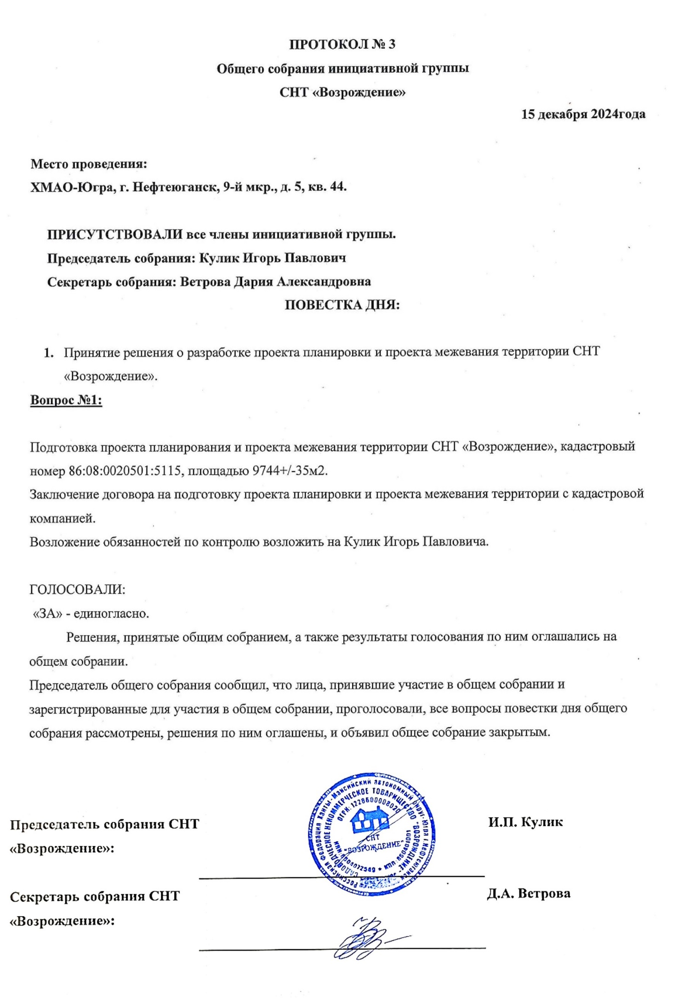 ПРОТОКОЛ № 3
Общего собрания инициативной группы
СНТ «Возрождение»
15 декабря 2024года
Место проведения:
ХМАО-Югра, г. Нефтеюганск, 9-й мкр., д. 5, кв. 44.
ПРИСУТСТВОВАЛИ все члены инициативной группы.
Председатель собрания: Кулик Игорь Павлович
Секретарь собрания: Ветрова Дария Александровна
ПОВЕСТКА ДНЯ:
1. Принятие решения о разработке проекта планировки и проекта межевания территории СНТ
«Возрождение».
Вопрос №1:
Подготовка проекта планирования и проекта межевания территории СНТ «Возрождение», кадастровый
номер 86:08:0020501:5115, площадью 9744+/-35м2.
Заключение договора на подготовку проекта планировки и проекта межевания территории с кадастровой
компанией.
Возложение обязанностей по контролю возложить на Кулик Игорь Павловича.
ГОЛОСОВАЛИ:
«ЗА» - единогласно.
Решения, принятые общим собранием, а также результаты голосования по ним оглашались на
общем собрании.
Председатель общего собрания сообщил, что лица, принявшие участие в общем собрании и
зарегистрированные для участия в общем собрании, проголосовали, все вопросы повестки дня общего
собрания рассмотрены, решения по ним оглашены, и объявил общее собрание закрытым.
Председатель собрания СНТ
«Возрождение»:
И.П. Кулик
Российская Федерация Ханты-Мансийский автономный округ-Югра г.Нефтеюганск
САДОВОДЧЕСКОЕ НЕКОММЕРЧЕСКОЕ ТОВАРИЩЕСТВО "ВОЗРОЖДЕНИЕ"
ОГРН: 1228600008020
СНТ
"ВОЗРОЖДЕНИЕ"
ИНН:8604072549 * КПП:860401001
Секретарь собрания СНТ
«Возрождение»:
Д.А. Ветрова